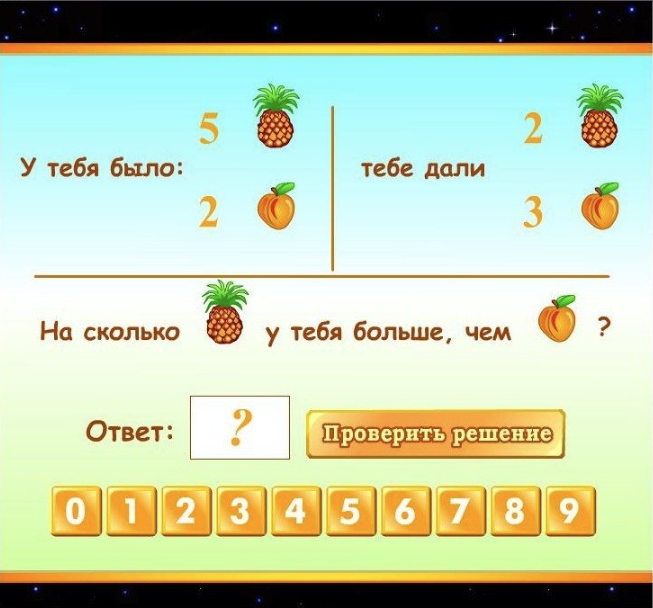 5
2
У тебя было:
2
2
тебе дали
3
На сколько у тебя больше, чем ?
Ответ: ? Проверить решение
0 1 2 3 4 5 6 7 8 9